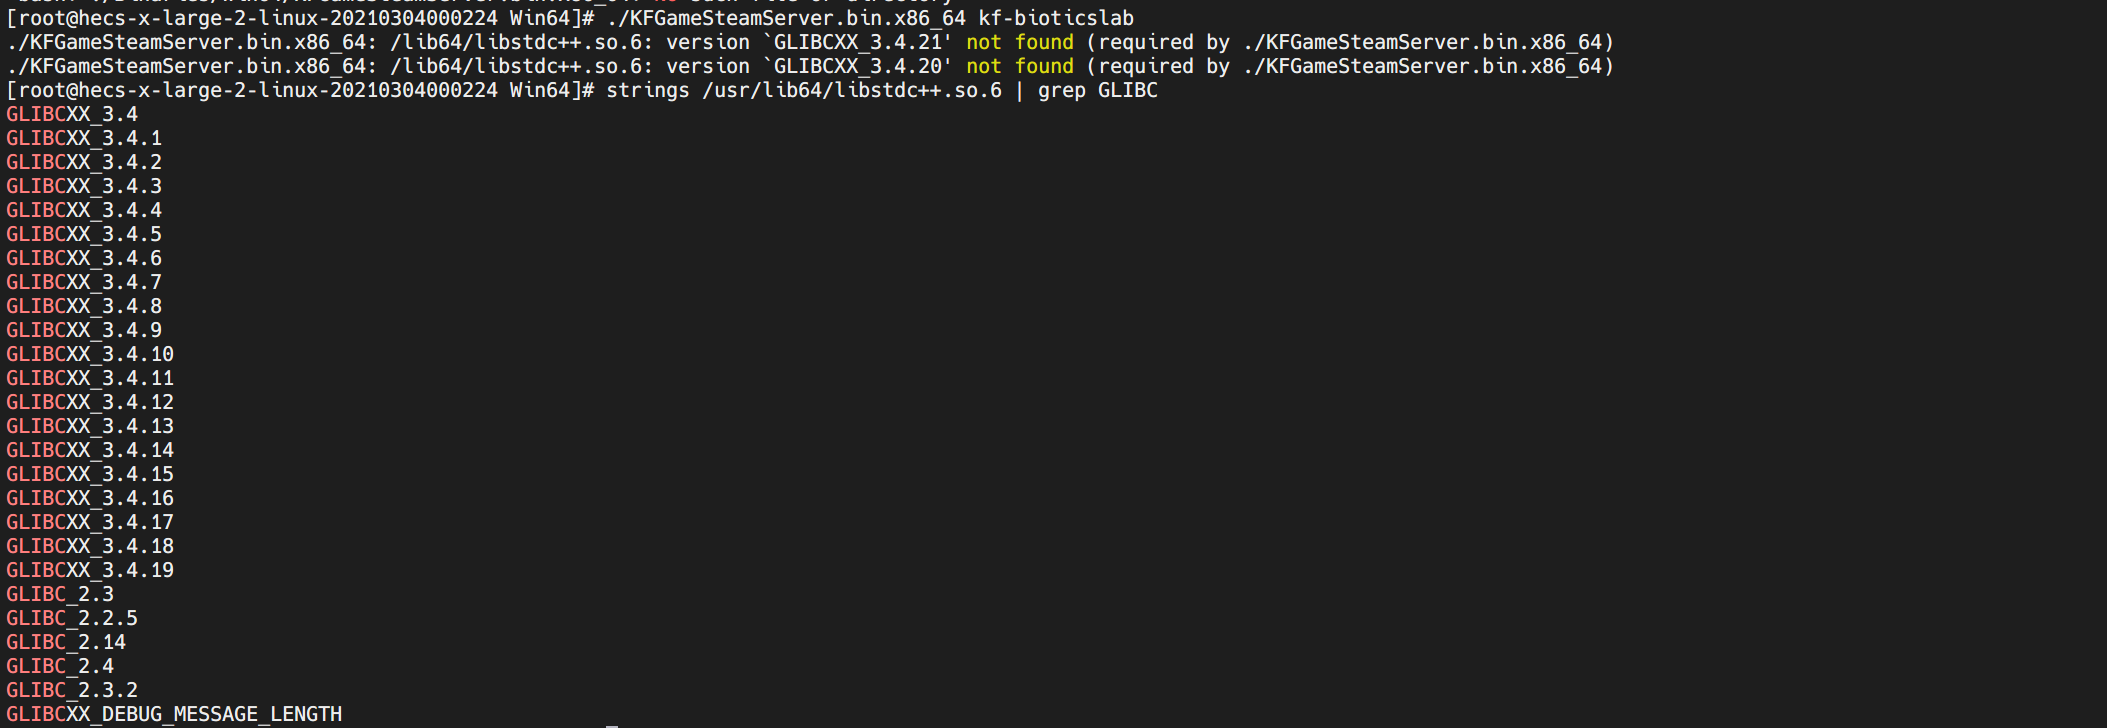 [root@hecs-x-large-2-linux-20210304000224 Win64]# ./KFGameSteamServer.bin.x86_64 kf-bioticslab
./KFGameSteamServer.bin.x86_64: /lib64/libstdc++.so.6: version `GLIBCXX_3.4.21' not found (required by ./KFGameSteamServer.bin.x86_64)
./KFGameSteamServer.bin.x86_64: /lib64/libstdc++.so.6: version `GLIBCXX_3.4.20' not found (required by ./KFGameSteamServer.bin.x86_64)
[root@hecs-x-large-2-linux-20210304000224 Win64]# strings /usr/lib64/libstdc++.so.6 | grep GLIBC
GLIBCXX_3.4
GLIBCXX_3.4.1
GLIBCXX_3.4.2
GLIBCXX_3.4.3
GLIBCXX_3.4.4
GLIBCXX_3.4.5
GLIBCXX_3.4.6
GLIBCXX_3.4.7
GLIBCXX_3.4.8
GLIBCXX_3.4.9
GLIBCXX_3.4.10
GLIBCXX_3.4.11
GLIBCXX_3.4.12
GLIBCXX_3.4.13
GLIBCXX_3.4.14
GLIBCXX_3.4.15
GLIBCXX_3.4.16
GLIBCXX_3.4.17
GLIBCXX_3.4.18
GLIBCXX_3.4.19
GLIBC_2.3
GLIBC_2.2.5
GLIBC_2.14
GLIBC_2.4
GLIBC_2.3.2
GLIBCXX_DEBUG_MESSAGE_LENGTH